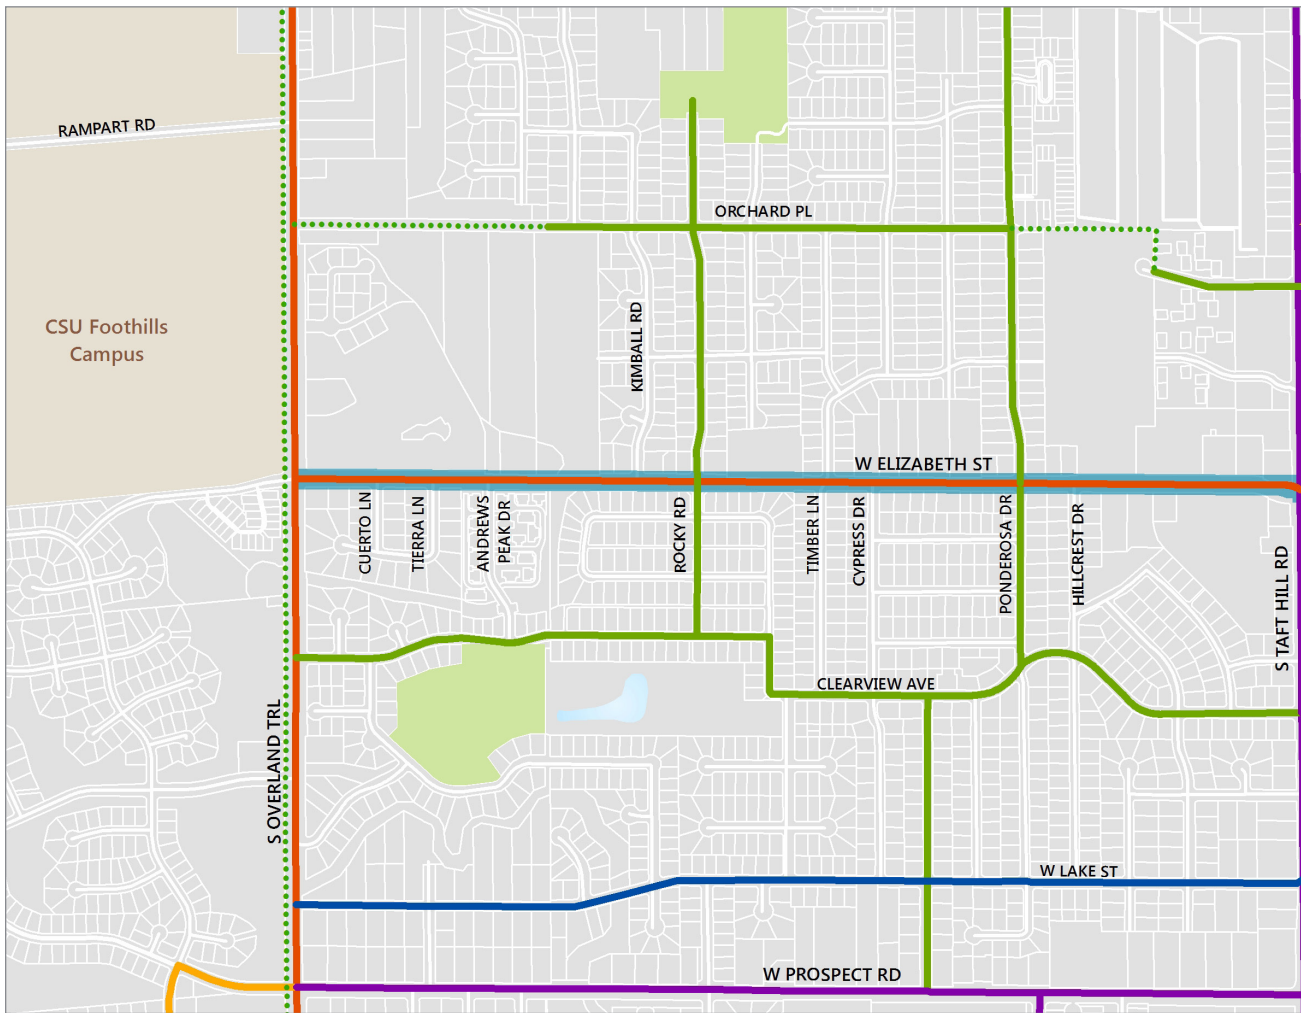 RAMPART RD
ORCHARD PL
CSU Foothills
Campus
KIMBALL RD
W ELIZABETH ST
CUERTO LN
TIERRA LN
ANDREWS
PEAK DR
ROCKY RD
TIMBER LN
CYPRESS DR
PONDEROSA DR
HILLCREST DR
S TAFT HILL RD
CLEARVIEW AVE
S OVERLAND TRL
W LAKE ST
W PROSPECT RD